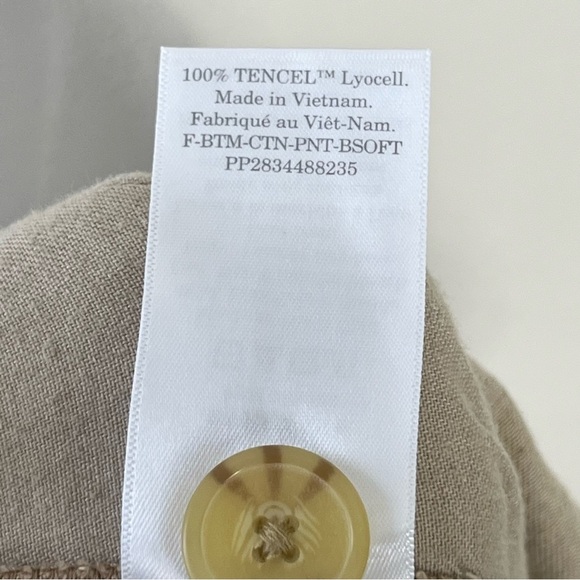 100% TENCEL™ Lyocell.
Made in Vietnam.
Fabriqué au Viêt-Nam.
F-BTM-CTN-PNT-BSOFT
PP2834488235